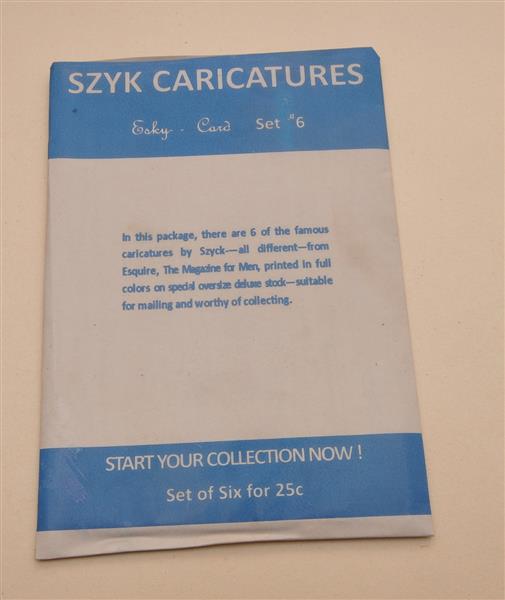 SZYK CARICATURES
Esky - Card Set #6
In this package, there are 6 of the famous
caricatures by Szyck-—all different—from
Esquire, The Magazine for Men, printed in full
colors on special oversize deluxe stock—suitable
for mailing and worthy of collecting.
START YOUR COLLECTION NOW !
Set of Six for 25c